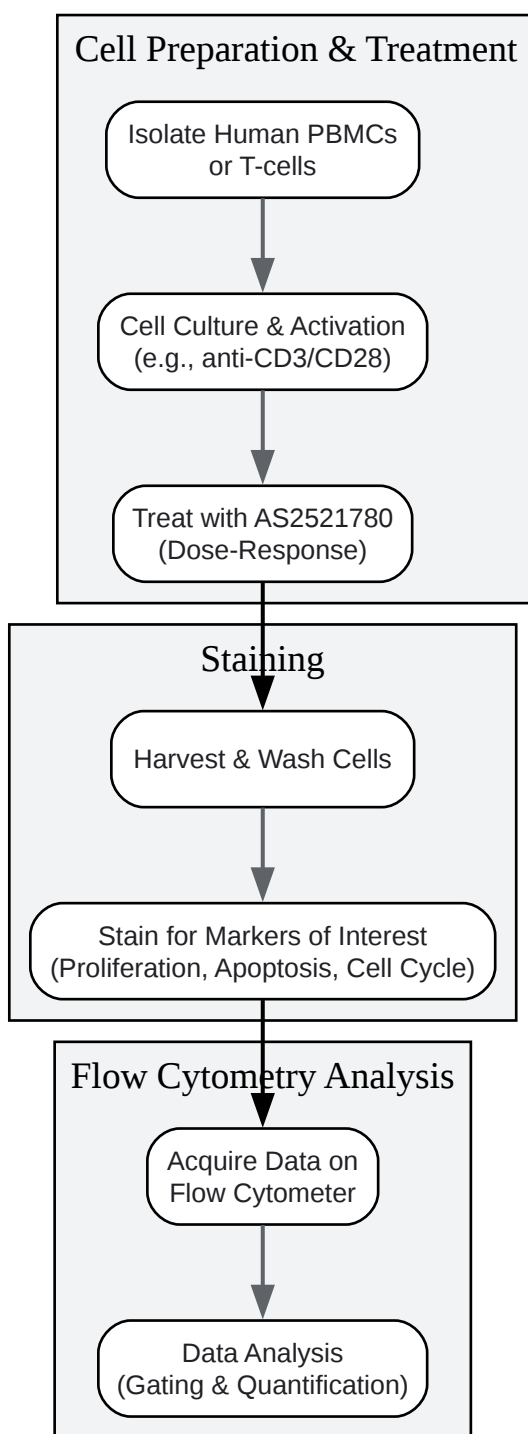 Cell Preparation & Treatment
Isolate Human PBMCs
or T-cells
Cell Culture & Activation
(e.g., anti-CD3/CD28)
Treat with AS2521780
(Dose-Response)
Staining
Harvest & Wash Cells
Stain for Markers of Interest
(Proliferation, Apoptosis, Cell Cycle)
Flow Cytometry Analysis
Acquire Data on
Flow Cytometer
Data Analysis
(Gating & Quantification)